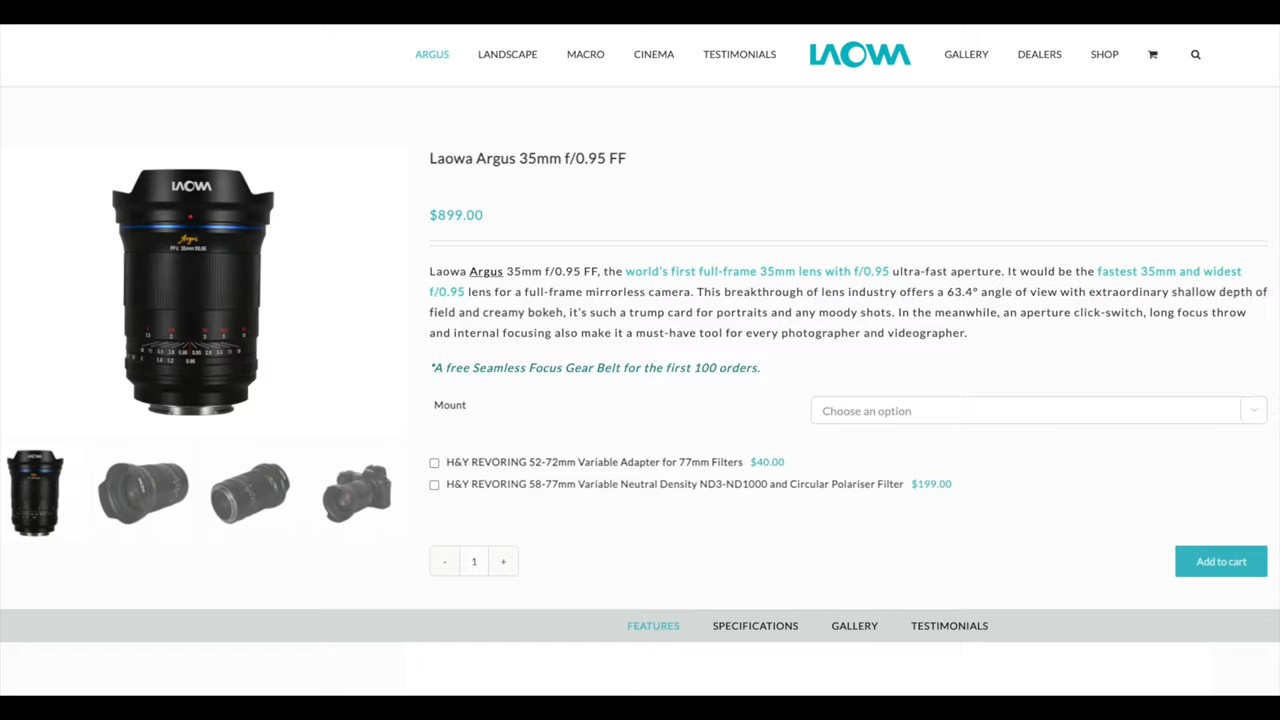 ARGUS LANDSCAPE MACRO CINEMA TESTIMONIALS LAOWA GALLERY DEALERS SHOP
LAOWA
Argus
Laowa Argus 35mm f/0.95 FF
$899.00
Laowa Argus 35mm f/0.95 FF, the world's first full-frame 35mm lens with f/0.95 ultra-fast aperture. It would be the fastest 35mm and widest
f/0.95 lens for a full-frame mirrorless camera. This breakthrough of lens industry offers a 63.4° angle of view with extraordinary shallow depth of
field and creamy bokeh, it's such a trump card for portraits and any moody shots. In the meanwhile, an aperture click-switch, long focus throw
and internal focusing also make it a must-have tool for every photographer and videographer.
*A free Seamless Focus Gear Belt for the first 100 orders.
Mount Choose an option
H&Y REVORING 52-72mm Variable Adapter for 77mm Filters $40.00
H&Y REVORING 58-77mm Variable Neutral Density ND3-ND1000 and Circular Polariser Filter $199.00
- 1 + Add to cart
FEATURES SPECIFICATIONS GALLERY TESTIMONIALS